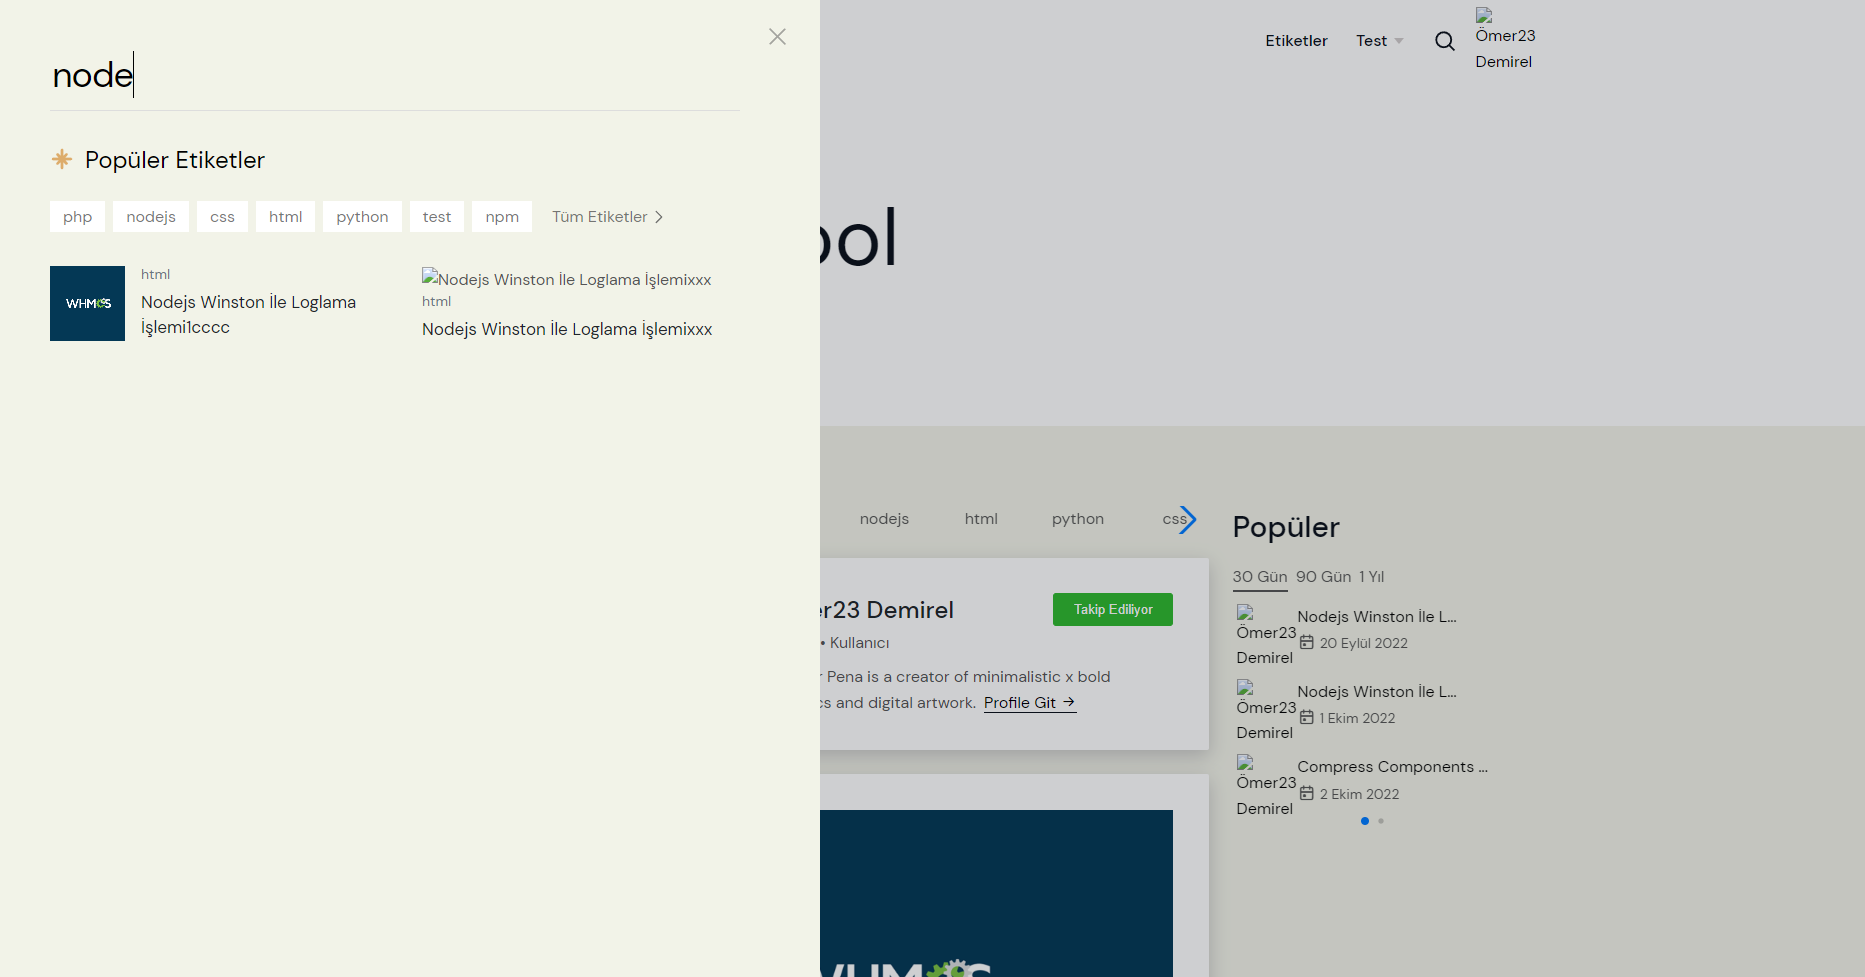 node
Popüler Etiketler
php nodejs css html python test npm Tüm Etiketler
WHMCS
html
Nodejs Winston İle Loglama
İşlemi1cccc
Nodejs Winston İle Loglama İşlemixxx
html
Nodejs Winston İle Loglama İşlemixxx
Etiketler Test
Ömer23
Demirel
ool
nodejs html python css
er23 Demirel
• Kullanıcı
Takip Ediliyor
r Pena is a creator of minimalistic x bold
cs and digital artwork. Profile Git →
WHMCS
Popüler
30 Gün 90 Gün 1 Yıl
Ömer23
Demirel
Nodejs Winston İle L...
20 Eylül 2022
Ömer23
Demirel
Nodejs Winston İle L...
1 Ekim 2022
Ömer23
Demirel
Compress Components ...
2 Ekim 2022